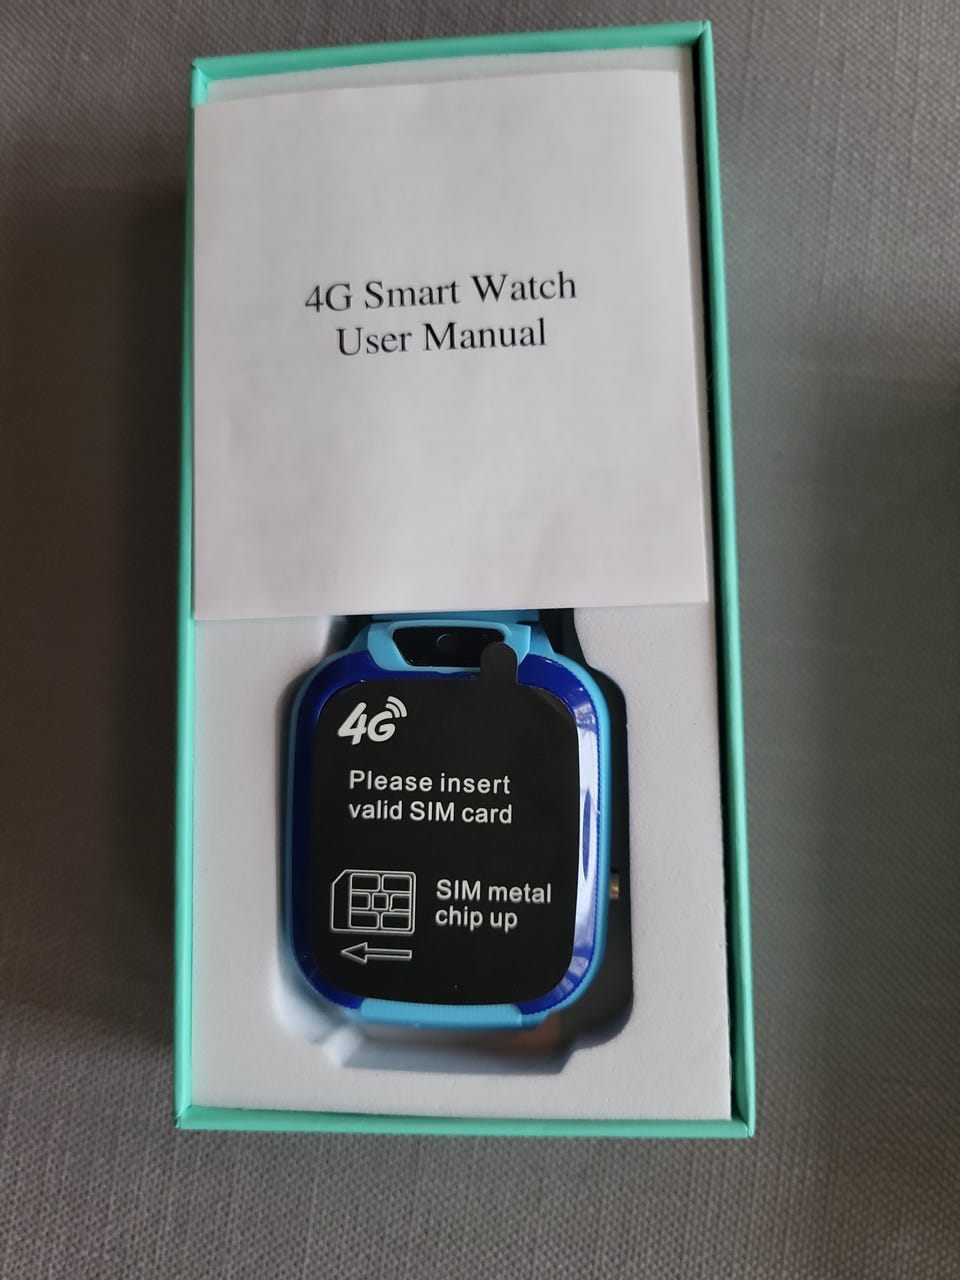 4G Smart Watch
User Manual
4G
Please insert
valid SIM card
SIM metal
chip up